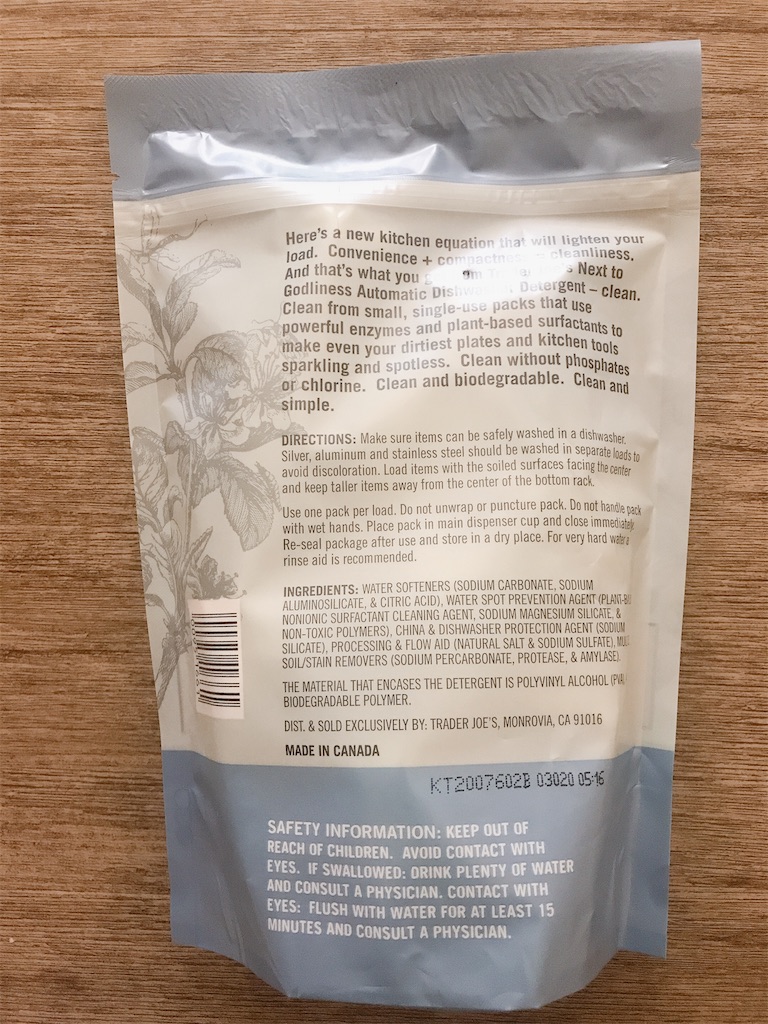 Here's a new kitchen equation that will lighten your
load. Convenience + compactness = cleanliness.
And that's what you Next to
Godliness Automatic Detergent – clean.
Clean from small, single-use packs that use
powerful enzymes and plant-based surfactants to
make even your dirtiest plates and kitchen tools
sparkling and spotless. Clean without phosphates
or chlorine. Clean and biodegradable. Clean and
simple.
DIRECTIONS: Make sure items can be safely washed in a dishwasher.
Silver, aluminum and stainless steel should be washed in separate loads to
avoid discoloration. Load items with the soiled surfaces facing the center
and keep taller items away from the center of the bottom rack.
Use one pack per load. Do not unwrap or puncture pack. Do not handle pack
with wet hands. Place pack in main dispenser cup and close immediately
Re-seal package after use and store in a dry place. For very hard water a
rinse aid is recommended.
INGREDIENTS: WATER SOFTENERS (SODIUM CARBONATE, SODIUM
ALUMINOSILICATE, & CITRIC ACID), WATER SPOT PREVENTION AGENT (PLANT-B
NONIONIC SURFACTANT CLEANING AGENT, SODIUM MAGNESIUM SILICATE, &
NON-TOXIC POLYMERS), CHINA & DISHWASHER PROTECTION AGENT (SODIUM
SILICATE), PROCESSING & FLOW AID (NATURAL SALT & SODIUM SULFATE),
SOIL/STAIN REMOVERS (SODIUM PERCARBONATE, PROTEASE, & AMYLASE).
THE MATERIAL THAT ENCASES THE DETERGENT IS POLYVINYL ALCOHOL (PVA)
BIODEGRADABLE POLYMER.
DIST. & SOLD EXCLUSIVELY BY: TRADER JOE'S, MONROVIA, CA 91016
MADE IN CANADA
KT2007602B 03020 05:16
SAFETY INFORMATION: KEEP OUT OF
REACH OF CHILDREN. AVOID CONTACT WITH
EYES. IF SWALLOWED: DRINK PLENTY OF WATER
AND CONSULT A PHYSICIAN. CONTACT WITH
EYES: FLUSH WITH WATER FOR AT LEAST 15
MINUTES AND CONSULT A PHYSICIAN.